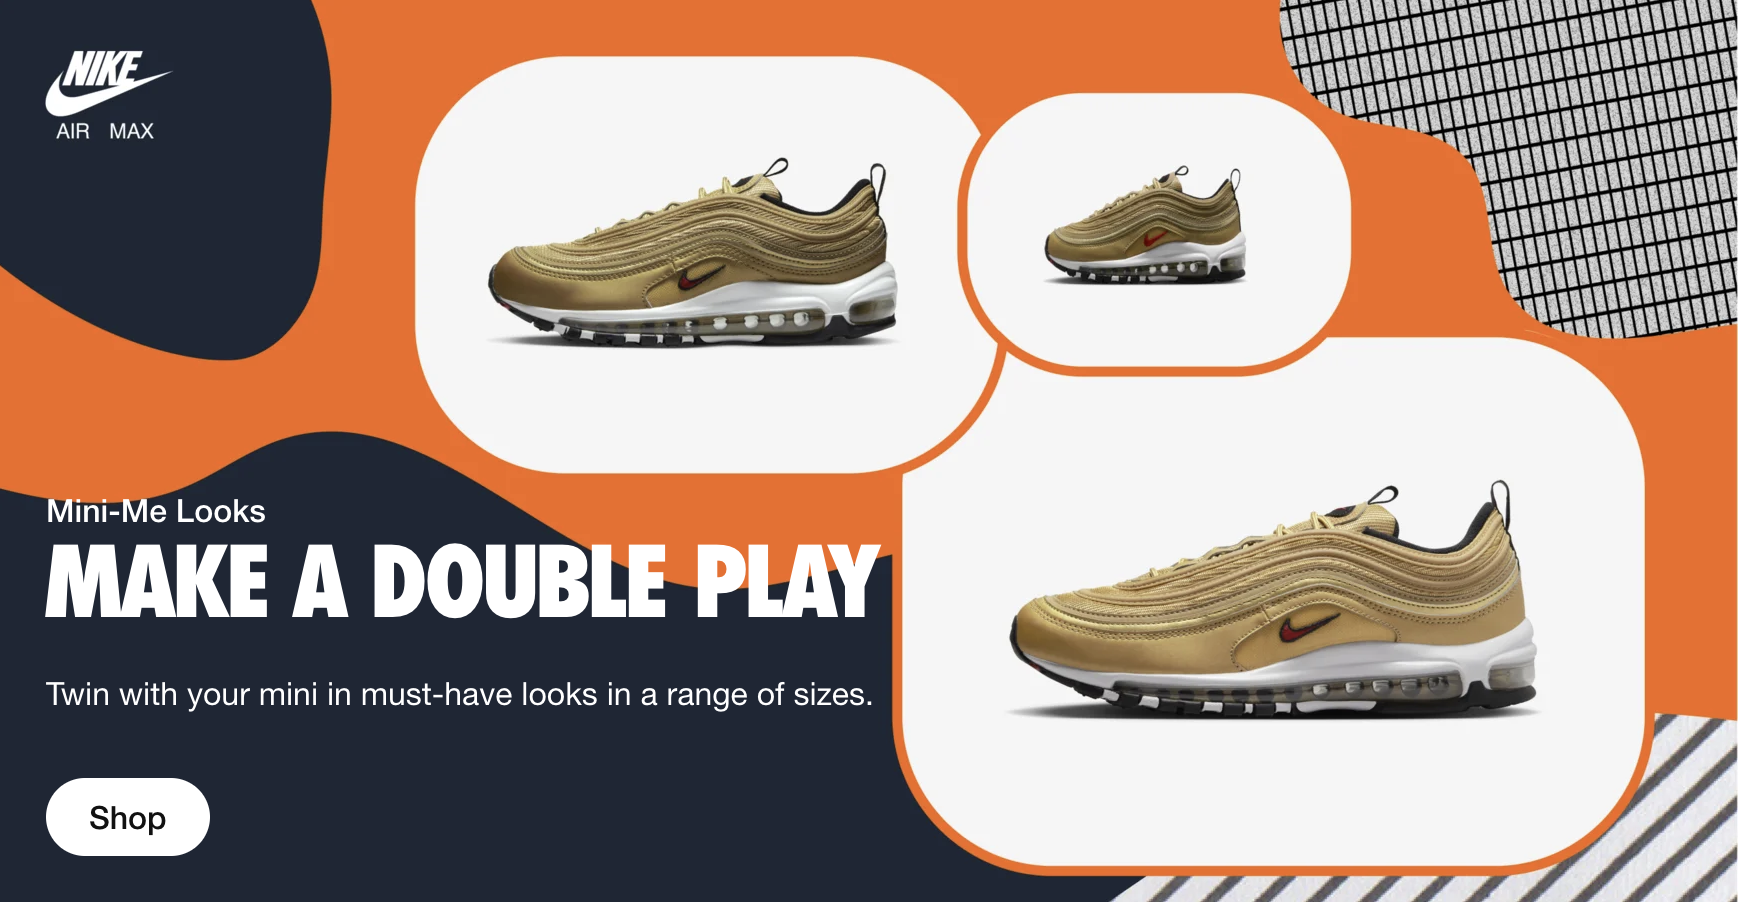 NIKE
AIR MAX
Mini-Me Looks
MAKE A DOUBLE PLAY
Twin with your mini in must-have looks in a range of sizes.
Shop